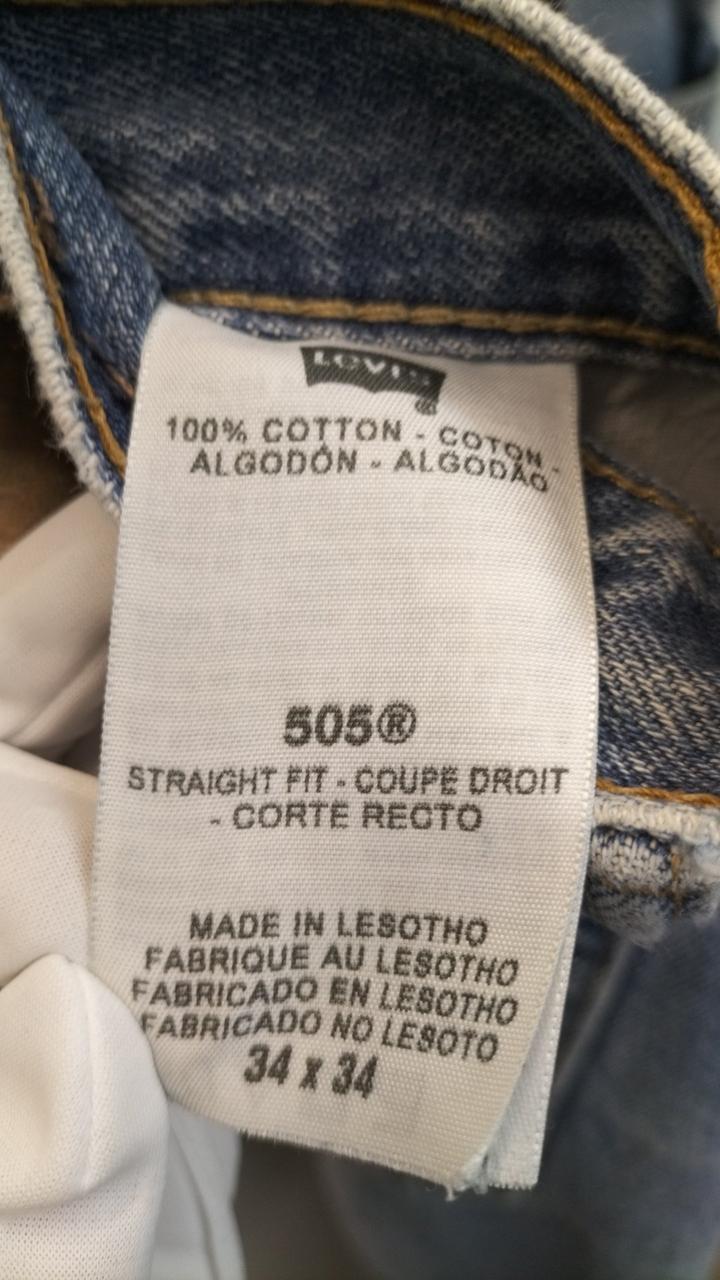 LEVI'S
®
100% COTTON - COTON -
ALGODÓN - ALGODÃO
505®
STRAIGHT FIT - COUPE DROIT
- CORTE RECTO
MADE IN LESOTHO
FABRIQUE AU LESOTHO
FABRICADO EN LESOTHO
FABRICADO NO LESOTO
34 x 34